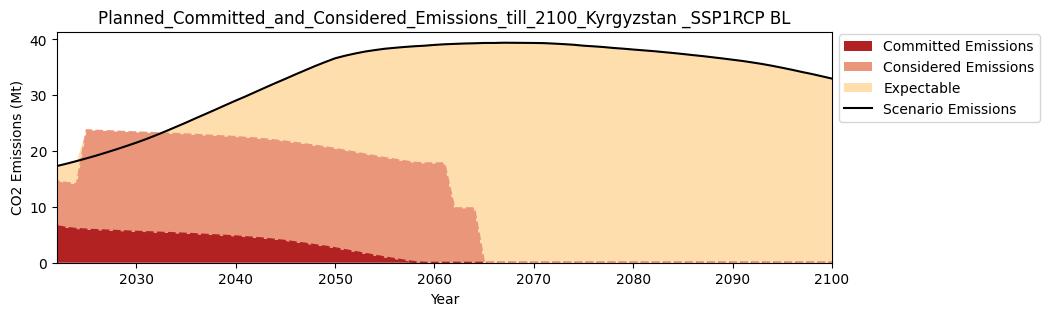 Planned_Committed_and_Considered_Emissions_till_2100_Kyrgyzstan _SSP1RCP BL
CO2 Emissions (Mt)
40
30
20
10
0
2030 2040 2050 2060 2070 2080 2090 2100
Year
Committed Emissions
Considered Emissions
Expectable
Scenario Emissions